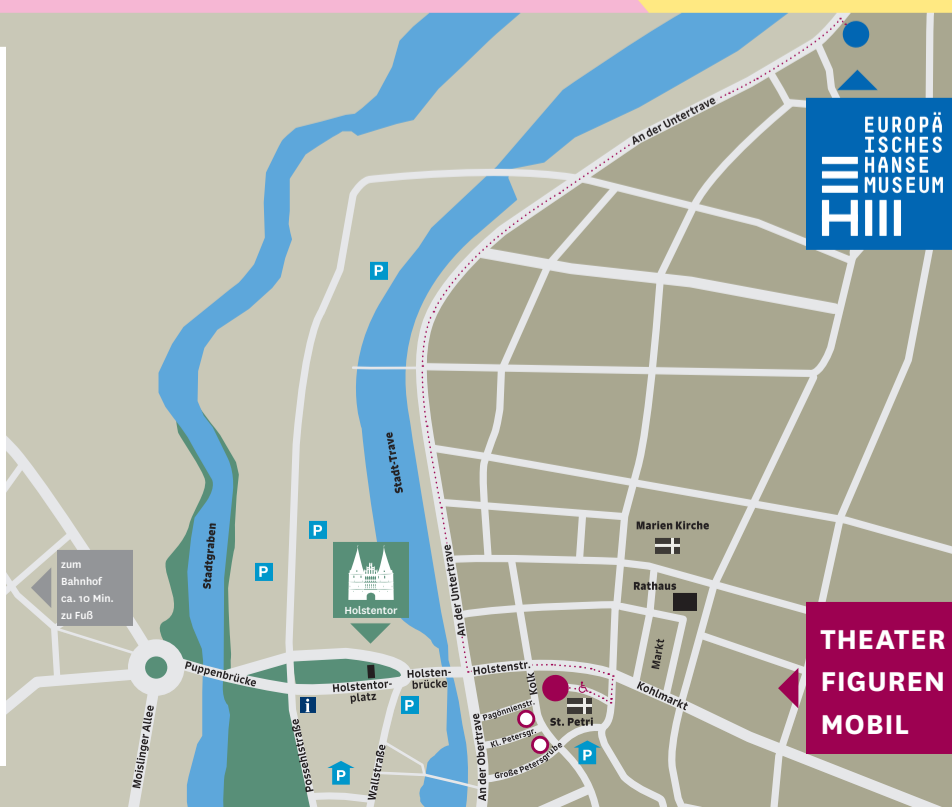 An der Untertrave
EUROPÄ
ISCHES
HANSE
MUSEUM
P
Stadt-Trave
Marien Kirche
P
Stadtgraben
P
zum
Bahnhof
ca. 10 Min.
zu Fuß
Holstentor
An der Untertrave
Rathaus
Markt
THEATER
FIGUREN
MOBIL
Puppenbrücke
Holstentor-
platz
Holsten-
brücke
Holstenstr.
Kolk
Kohlmarkt
i
P
Pagönnienstr.
St. Petri
Kl. Petersgr.
Große Petersgrube
P
P
Moislinger Allee
Possehlstraße
Wallstraße
An der Obertrave